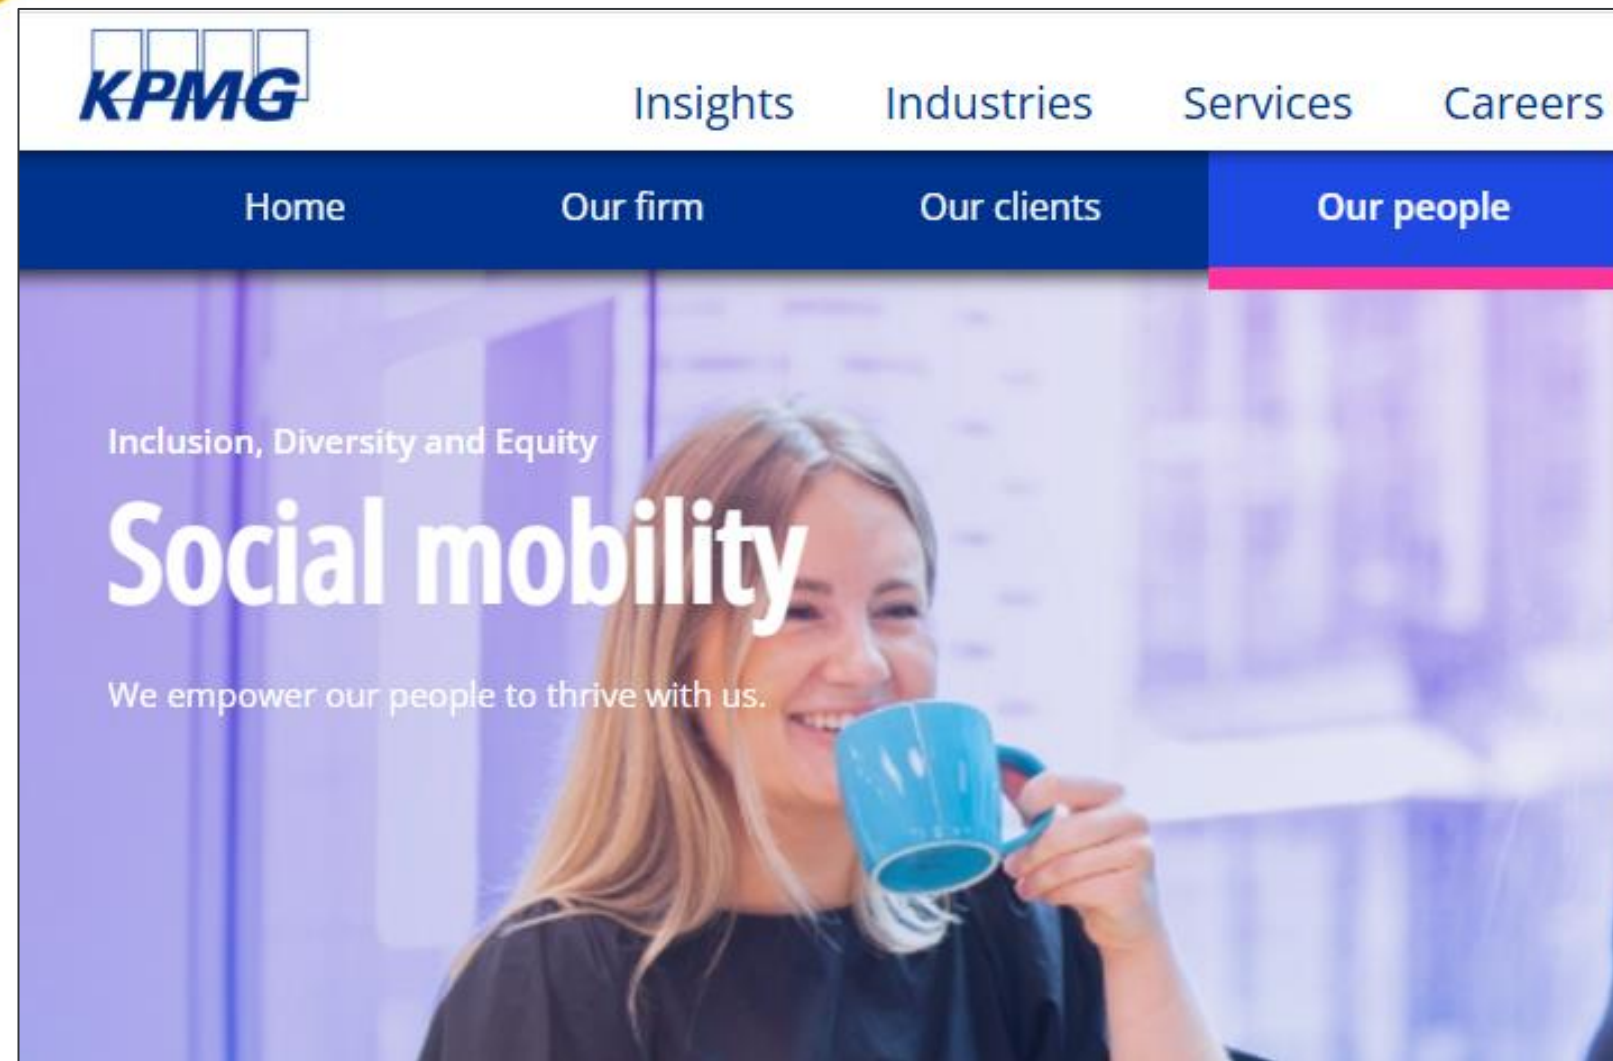 KPMG
Insights Industries Services Careers
Home Our firm Our clients Our people
Inclusion, Diversity and Equity
Social mobility
We empower our people to thrive with us.